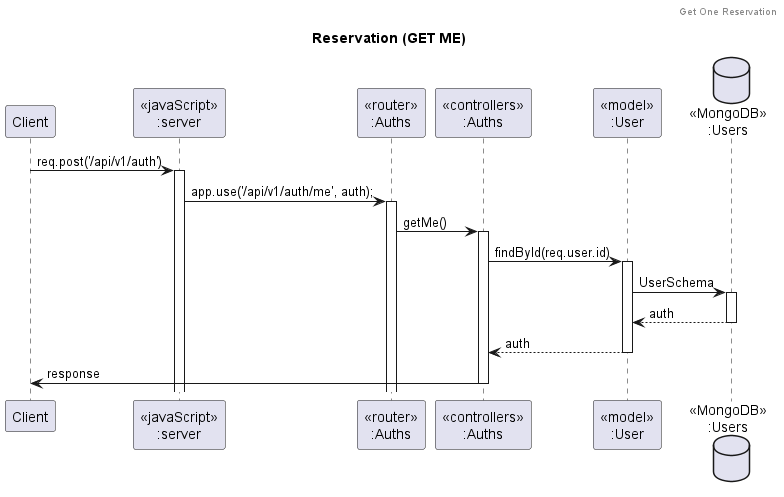 Get One Reservation
Reservation (GET ME)
Client
«javaScript»
:server
«router»
:Auths
«controllers»
:Auths
«model»
:User
«MongoDB»
:Users
req.post('/api/v1/auth')
app.use('/api/v1/auth/me', auth);
getMe()
findById(req.user.id)
UserSchema
auth
auth
response
Client
«javaScript»
:server
«router»
:Auths
«controllers»
:Auths
«model»
:User
«MongoDB»
:Users